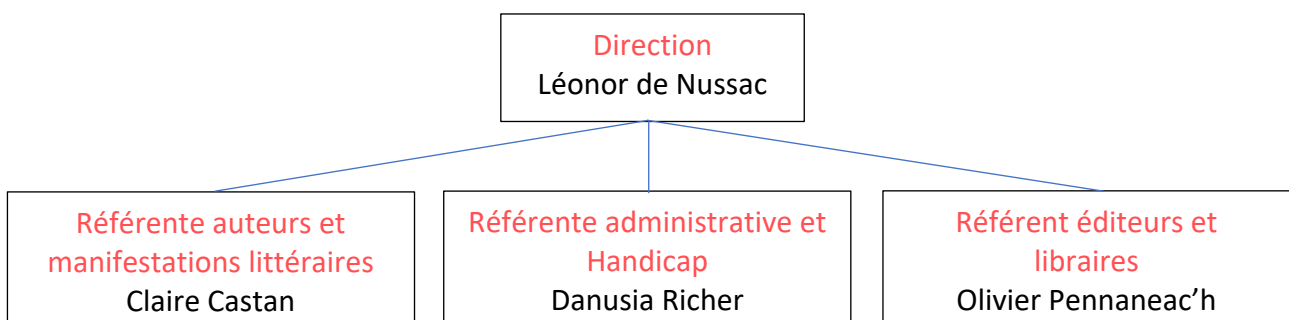 Direction
Léonor de Nussac
Référente auteurs et
manifestations littéraires
Claire Castan
Référente administrative et
Handicap
Danusia Richer
Référent éditeurs et
libraires
Olivier Pennaneac’h